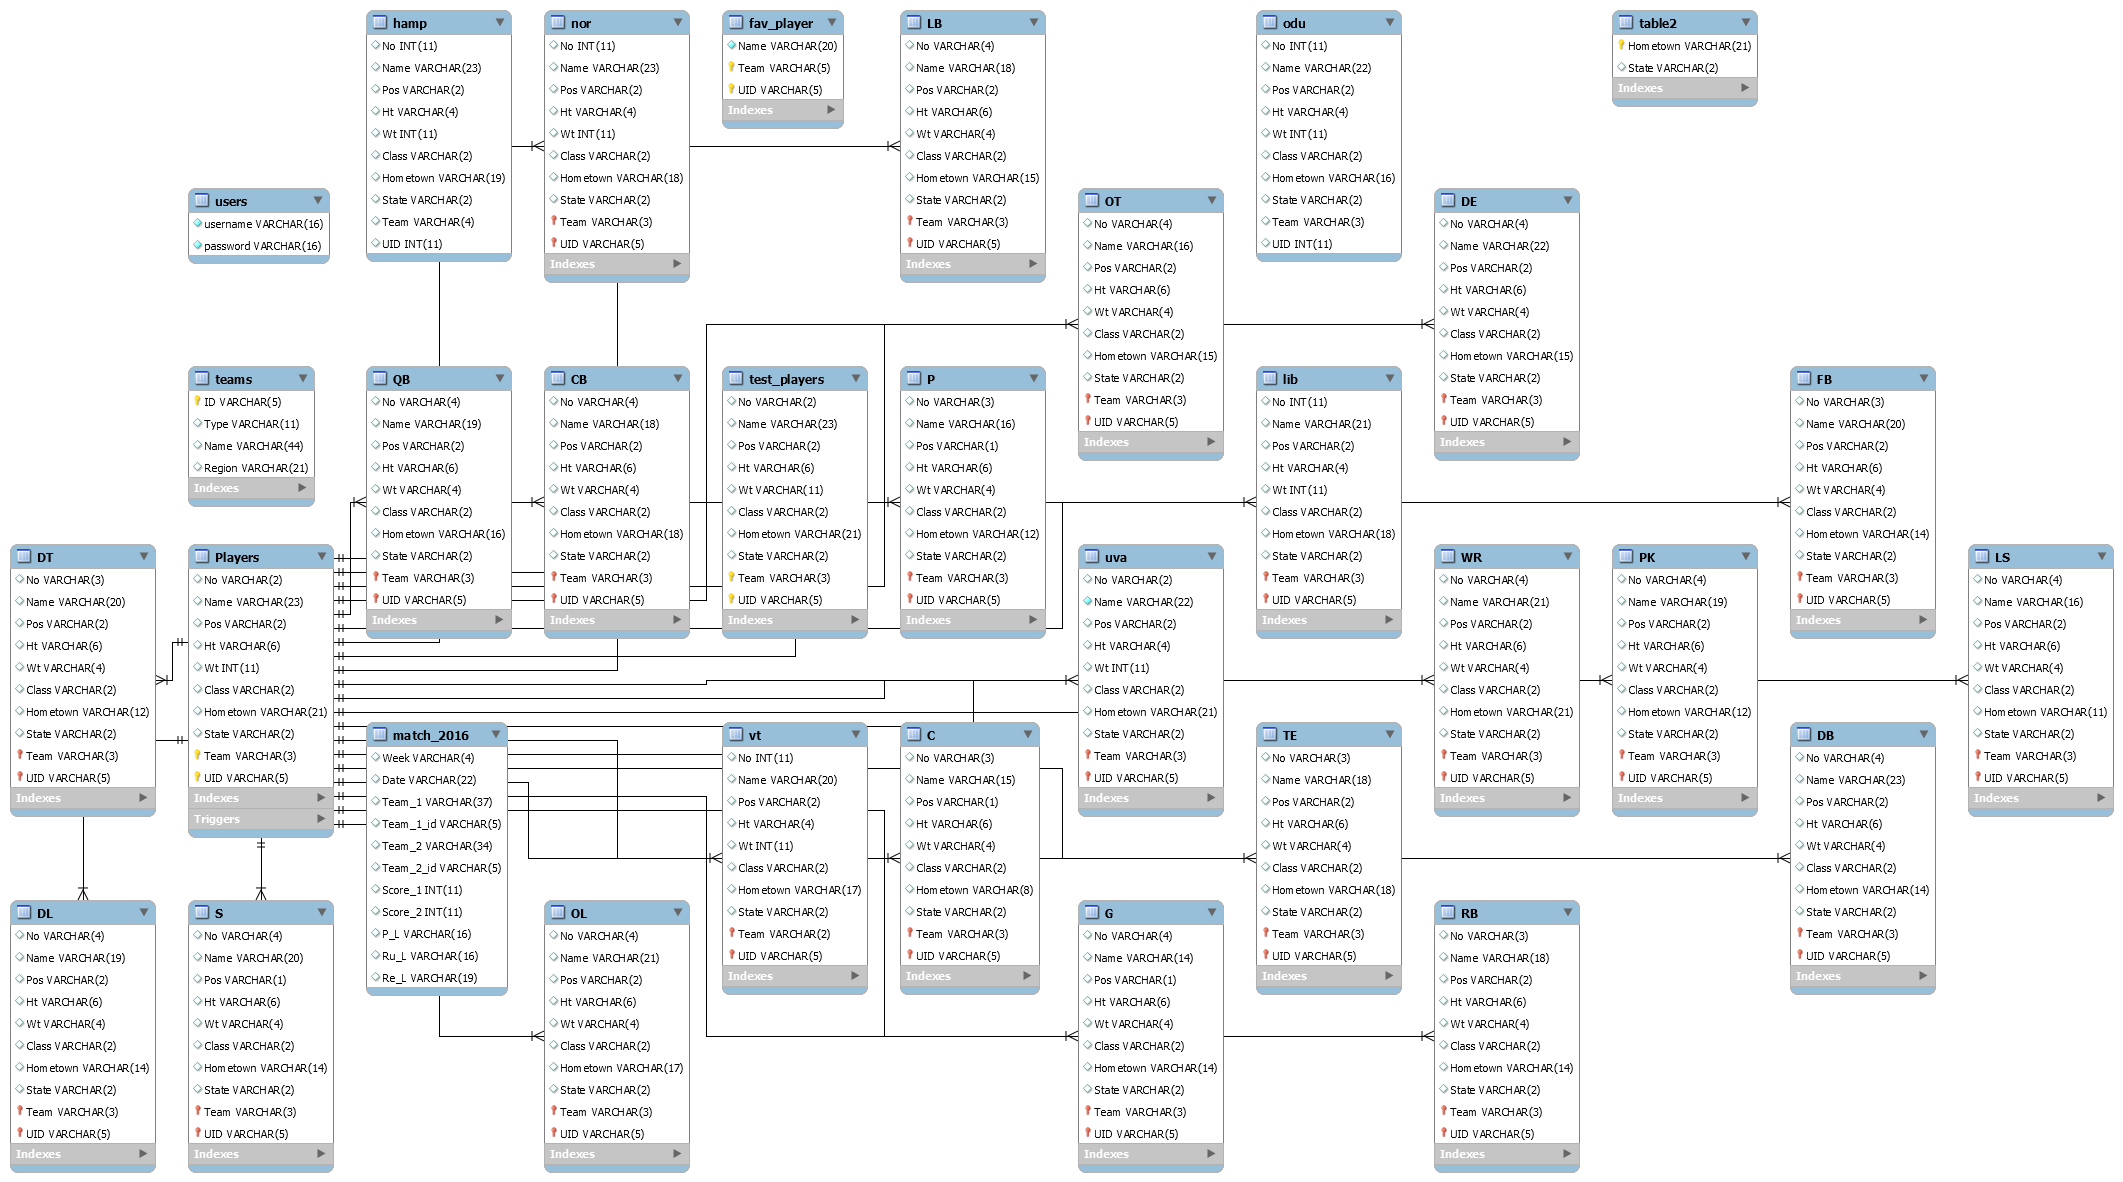 hamp
No INT(11)
Name VARCHAR(23)
Pos VARCHAR(2)
Ht VARCHAR(4)
Wt INT(11)
Class VARCHAR(2)
Hometown VARCHAR(19)
State VARCHAR(2)
Team VARCHAR(4)
UID INT(11)
nor
No INT(11)
Name VARCHAR(23)
Pos VARCHAR(2)
Ht VARCHAR(4)
Wt INT(11)
Class VARCHAR(2)
Hometown VARCHAR(18)
State VARCHAR(2)
Team VARCHAR(3)
UID VARCHAR(5)
Indexes
fav_player
Name VARCHAR(20)
Team VARCHAR(5)
UID VARCHAR(5)
Indexes
LB
No VARCHAR(4)
Name VARCHAR(18)
Pos VARCHAR(2)
Ht VARCHAR(6)
Wt VARCHAR(4)
Class VARCHAR(2)
Hometown VARCHAR(15)
State VARCHAR(2)
Team VARCHAR(3)
UID VARCHAR(5)
Indexes
odu
No INT(11)
Name VARCHAR(22)
Pos VARCHAR(2)
Ht VARCHAR(4)
Wt INT(11)
Class VARCHAR(2)
Hometown VARCHAR(16)
State VARCHAR(2)
Team VARCHAR(3)
UID INT(11)
table2
Hometown VARCHAR(21)
State VARCHAR(2)
Indexes
users
username VARCHAR(16)
password VARCHAR(16)
OT
No VARCHAR(4)
Name VARCHAR(16)
Pos VARCHAR(2)
Ht VARCHAR(6)
Wt VARCHAR(4)
Class VARCHAR(2)
Hometown VARCHAR(15)
State VARCHAR(2)
Team VARCHAR(3)
UID VARCHAR(5)
Indexes
DE
No VARCHAR(4)
Name VARCHAR(22)
Pos VARCHAR(2)
Ht VARCHAR(6)
Wt VARCHAR(4)
Class VARCHAR(2)
Hometown VARCHAR(15)
State VARCHAR(2)
Team VARCHAR(3)
UID VARCHAR(5)
Indexes
teams
ID VARCHAR(5)
Type VARCHAR(11)
Name VARCHAR(44)
Region VARCHAR(21)
Indexes
QB
No VARCHAR(4)
Name VARCHAR(19)
Pos VARCHAR(2)
Ht VARCHAR(6)
Wt VARCHAR(4)
Class VARCHAR(2)
Hometown VARCHAR(16)
State VARCHAR(2)
Team VARCHAR(3)
UID VARCHAR(5)
Indexes
CB
No VARCHAR(4)
Name VARCHAR(18)
Pos VARCHAR(2)
Ht VARCHAR(6)
Wt VARCHAR(4)
Class VARCHAR(2)
Hometown VARCHAR(18)
State VARCHAR(2)
Team VARCHAR(3)
UID VARCHAR(5)
Indexes
test_players
No VARCHAR(2)
Name VARCHAR(23)
Pos VARCHAR(2)
Ht VARCHAR(6)
Wt VARCHAR(11)
Class VARCHAR(2)
Hometown VARCHAR(21)
State VARCHAR(2)
Team VARCHAR(3)
UID VARCHAR(5)
Indexes
P
No VARCHAR(3)
Name VARCHAR(16)
Pos VARCHAR(1)
Ht VARCHAR(6)
Wt VARCHAR(4)
Class VARCHAR(2)
Hometown VARCHAR(12)
State VARCHAR(2)
Team VARCHAR(3)
UID VARCHAR(5)
Indexes
lib
No INT(11)
Name VARCHAR(21)
Pos VARCHAR(2)
Ht VARCHAR(4)
Wt INT(11)
Class VARCHAR(2)
Hometown VARCHAR(18)
State VARCHAR(2)
Team VARCHAR(3)
UID VARCHAR(5)
Indexes
FB
No VARCHAR(3)
Name VARCHAR(20)
Pos VARCHAR(2)
Ht VARCHAR(6)
Wt VARCHAR(4)
Class VARCHAR(2)
Hometown VARCHAR(14)
State VARCHAR(2)
Team VARCHAR(3)
UID VARCHAR(5)
Indexes
DT
No VARCHAR(3)
Name VARCHAR(20)
Pos VARCHAR(2)
Ht VARCHAR(6)
Wt VARCHAR(4)
Class VARCHAR(2)
Hometown VARCHAR(12)
State VARCHAR(2)
Team VARCHAR(3)
UID VARCHAR(5)
Indexes
Players
No VARCHAR(2)
Name VARCHAR(23)
Pos VARCHAR(2)
Ht VARCHAR(6)
Wt INT(11)
Class VARCHAR(2)
Hometown VARCHAR(21)
State VARCHAR(2)
Team VARCHAR(3)
UID VARCHAR(5)
Indexes
Triggers
uva
No VARCHAR(2)
Name VARCHAR(22)
Pos VARCHAR(2)
Ht VARCHAR(4)
Wt INT(11)
Class VARCHAR(2)
Hometown VARCHAR(21)
State VARCHAR(2)
Team VARCHAR(3)
UID VARCHAR(5)
Indexes
WR
No VARCHAR(4)
Name VARCHAR(21)
Pos VARCHAR(2)
Ht VARCHAR(6)
Wt VARCHAR(4)
Class VARCHAR(2)
Hometown VARCHAR(21)
State VARCHAR(2)
Team VARCHAR(3)
UID VARCHAR(5)
Indexes
PK
No VARCHAR(4)
Name VARCHAR(19)
Pos VARCHAR(2)
Ht VARCHAR(6)
Wt VARCHAR(4)
Class VARCHAR(2)
Hometown VARCHAR(12)
State VARCHAR(2)
Team VARCHAR(3)
UID VARCHAR(5)
Indexes
LS
No VARCHAR(4)
Name VARCHAR(16)
Pos VARCHAR(2)
Ht VARCHAR(6)
Wt VARCHAR(4)
Class VARCHAR(2)
Hometown VARCHAR(11)
State VARCHAR(2)
Team VARCHAR(3)
UID VARCHAR(5)
Indexes
match_2016
Week VARCHAR(4)
Date VARCHAR(22)
Team_1 VARCHAR(37)
Team_1_id VARCHAR(5)
Team_2 VARCHAR(34)
Team_2_id VARCHAR(5)
Score_1 INT(11)
Score_2 INT(11)
P_L VARCHAR(16)
Ru_L VARCHAR(16)
Re_L VARCHAR(19)
vt
No INT(11)
Name VARCHAR(20)
Pos VARCHAR(2)
Ht VARCHAR(4)
Wt INT(11)
Class VARCHAR(2)
Hometown VARCHAR(17)
State VARCHAR(2)
Team VARCHAR(2)
UID VARCHAR(5)
Indexes
C
No VARCHAR(3)
Name VARCHAR(15)
Pos VARCHAR(1)
Ht VARCHAR(6)
Wt VARCHAR(4)
Class VARCHAR(2)
Hometown VARCHAR(8)
State VARCHAR(2)
Team VARCHAR(3)
UID VARCHAR(5)
Indexes
TE
No VARCHAR(3)
Name VARCHAR(18)
Pos VARCHAR(2)
Ht VARCHAR(6)
Wt VARCHAR(4)
Class VARCHAR(2)
Hometown VARCHAR(18)
State VARCHAR(2)
Team VARCHAR(3)
UID VARCHAR(5)
Indexes
DB
No VARCHAR(4)
Name VARCHAR(23)
Pos VARCHAR(2)
Ht VARCHAR(6)
Wt VARCHAR(4)
Class VARCHAR(2)
Hometown VARCHAR(14)
State VARCHAR(2)
Team VARCHAR(3)
UID VARCHAR(5)
Indexes
DL
No VARCHAR(4)
Name VARCHAR(19)
Pos VARCHAR(2)
Ht VARCHAR(6)
Wt VARCHAR(4)
Class VARCHAR(2)
Hometown VARCHAR(14)
State VARCHAR(2)
Team VARCHAR(3)
UID VARCHAR(5)
Indexes
S
No VARCHAR(4)
Name VARCHAR(20)
Pos VARCHAR(1)
Ht VARCHAR(6)
Wt VARCHAR(4)
Class VARCHAR(2)
Hometown VARCHAR(14)
State VARCHAR(2)
Team VARCHAR(3)
UID VARCHAR(5)
Indexes
OL
No VARCHAR(4)
Name VARCHAR(21)
Pos VARCHAR(2)
Ht VARCHAR(6)
Wt VARCHAR(4)
Class VARCHAR(2)
Hometown VARCHAR(17)
State VARCHAR(2)
Team VARCHAR(3)
UID VARCHAR(5)
Indexes
G
No VARCHAR(4)
Name VARCHAR(14)
Pos VARCHAR(1)
Ht VARCHAR(6)
Wt VARCHAR(4)
Class VARCHAR(2)
Hometown VARCHAR(14)
State VARCHAR(2)
Team VARCHAR(3)
UID VARCHAR(5)
Indexes
RB
No VARCHAR(3)
Name VARCHAR(18)
Pos VARCHAR(2)
Ht VARCHAR(6)
Wt VARCHAR(4)
Class VARCHAR(2)
Hometown VARCHAR(14)
State VARCHAR(2)
Team VARCHAR(3)
UID VARCHAR(5)
Indexes